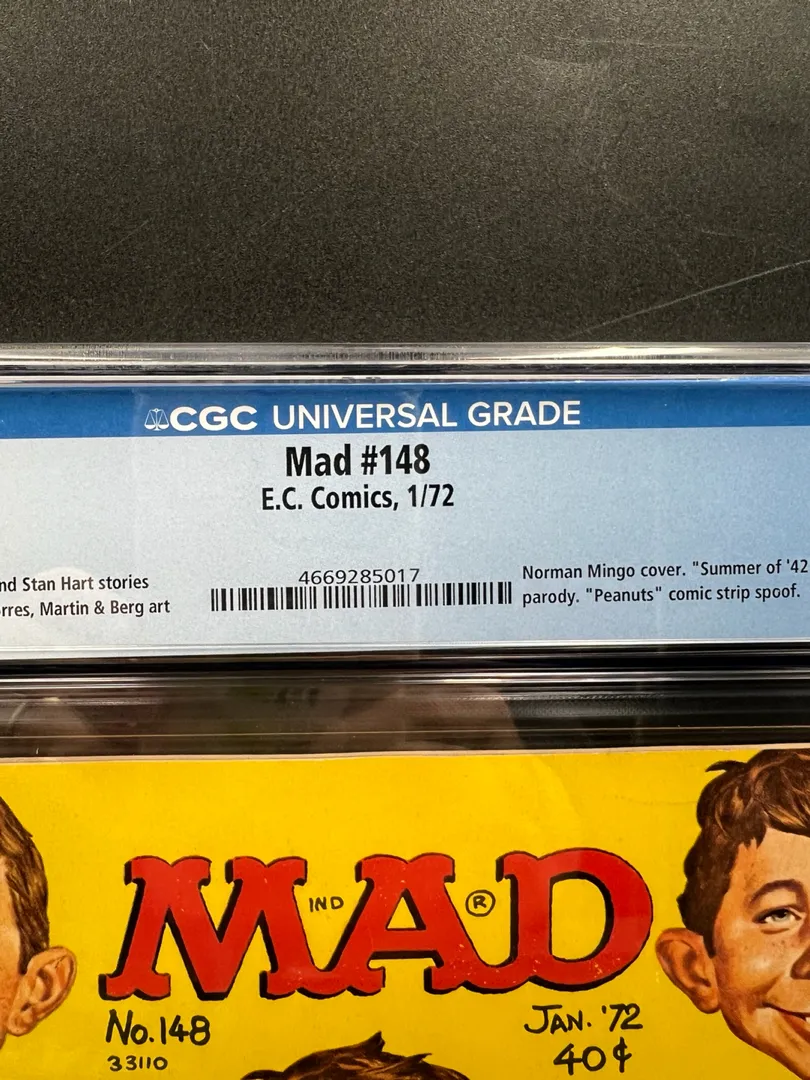 CGC UNIVERSAL GRADE
Mad #148
E.C. Comics, 1/72
nd Stan Hart stories
rres, Martin & Berg art
4669285017
Norman Mingo cover. "Summer of '42
parody. "Peanuts" comic strip spoof.
MAD
IND
®
No.148
33110
JAN. '72
40¢